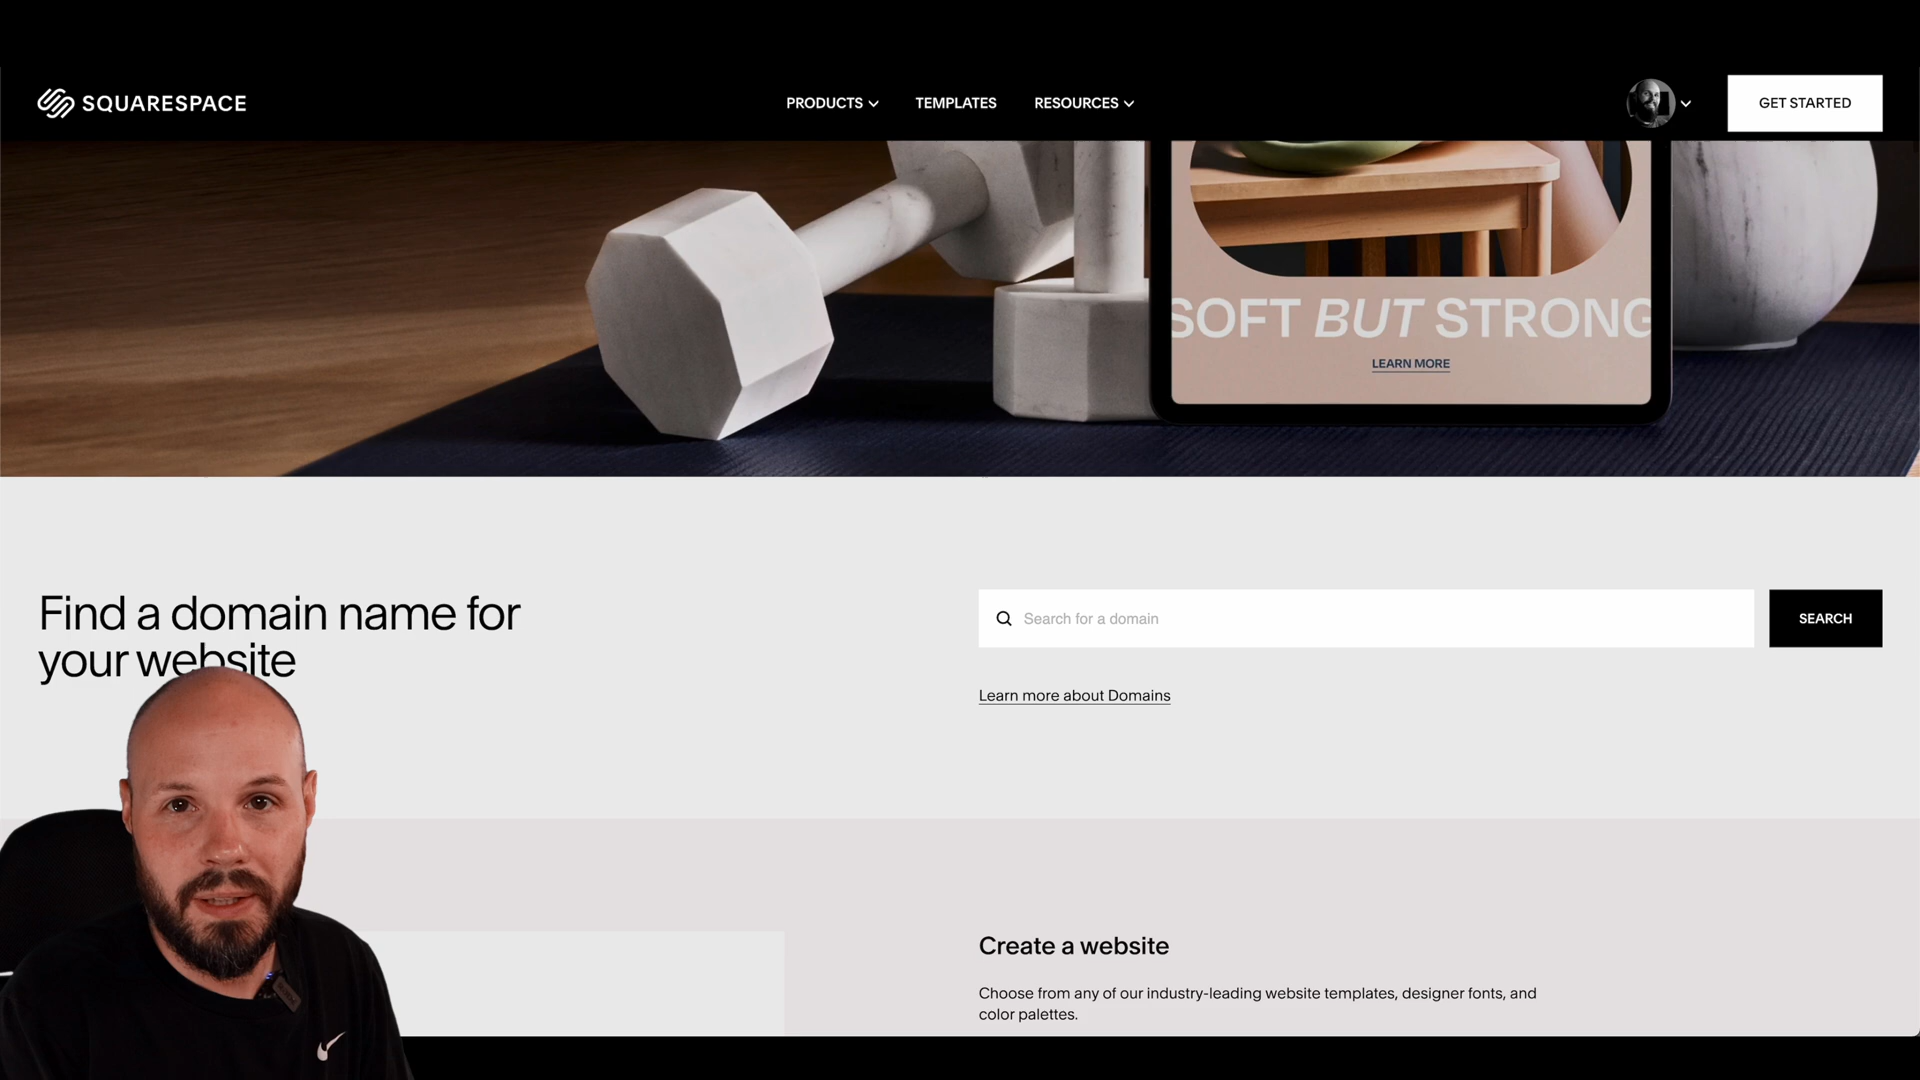 SQUARESPACE
PRODUCTS
TEMPLATES
RESOURCES
GET STARTED
SOFT BUT STRONG
LEARN MORE
Find a domain name for
your website
Search for a domain
SEARCH
Learn more about Domains
Create a website
Choose from any of our industry-leading website templates, designer fonts, and
color palettes.